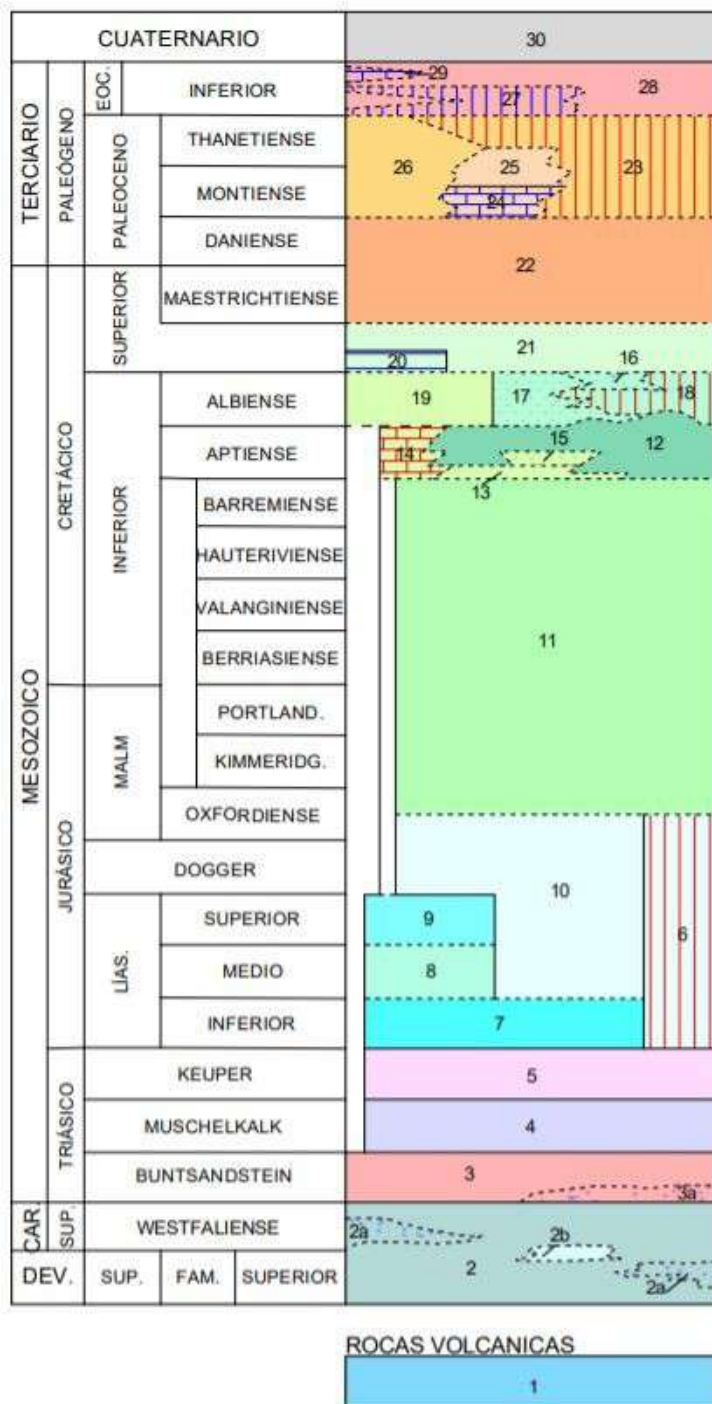 CUATERNARIO 30
TERCIARIO
PALEÓGENO
EOC.
INFERIOR
29
27
28
PALEOCENO
THANETIENSE
MONTIENSE
DANIENSE
26
25
24
23
22
MESOZOICO
CRETÁCICO
SUPERIOR
MAESTRICHTIENSE
21
20
16
INFERIOR
ALBIENSE
19
17
18
APTIENSE
14
15
12
13
BARREMIENSE
HAUTERIVIENSE
VALANGINIENSE
BERRIASIENSE
11
JURÁSICO
MALM
PORTLAND.
KIMMERIDG.
OXFORDIENSE
DOGGER
10
6
LÍAS.
SUPERIOR
9
MEDIO
8
INFERIOR
7
TRIÁSICO
KEUPER
5
MUSCHELKALK
4
BUNTSANDSTEIN
3
3a
CAR.
SUP.
WESTFALIENSE
2a
2b
2
2a
DEV.
SUP.
FAM.
SUPERIOR
ROCAS VOLCANICAS
1